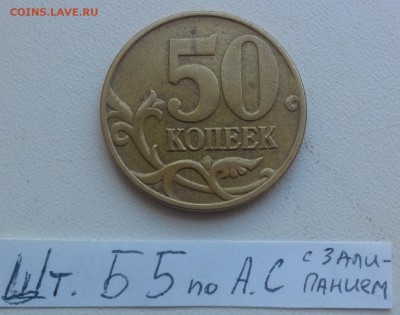 COINS.LAVE.RU
50
КОПЕЕК
Шт. Б5 по А.С с ЗАЛИ-
ПАНИЕМ